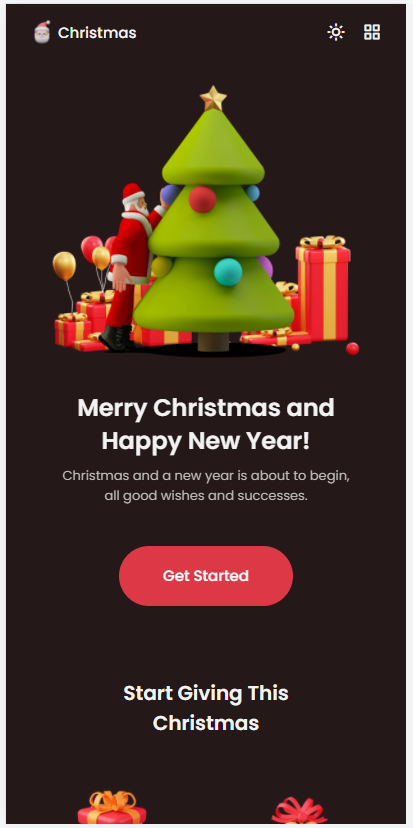 Christmas
Merry Christmas and
Happy New Year!
Christmas and a new year is about to begin,
all good wishes and successes.
Get Started
Start Giving This
Christmas